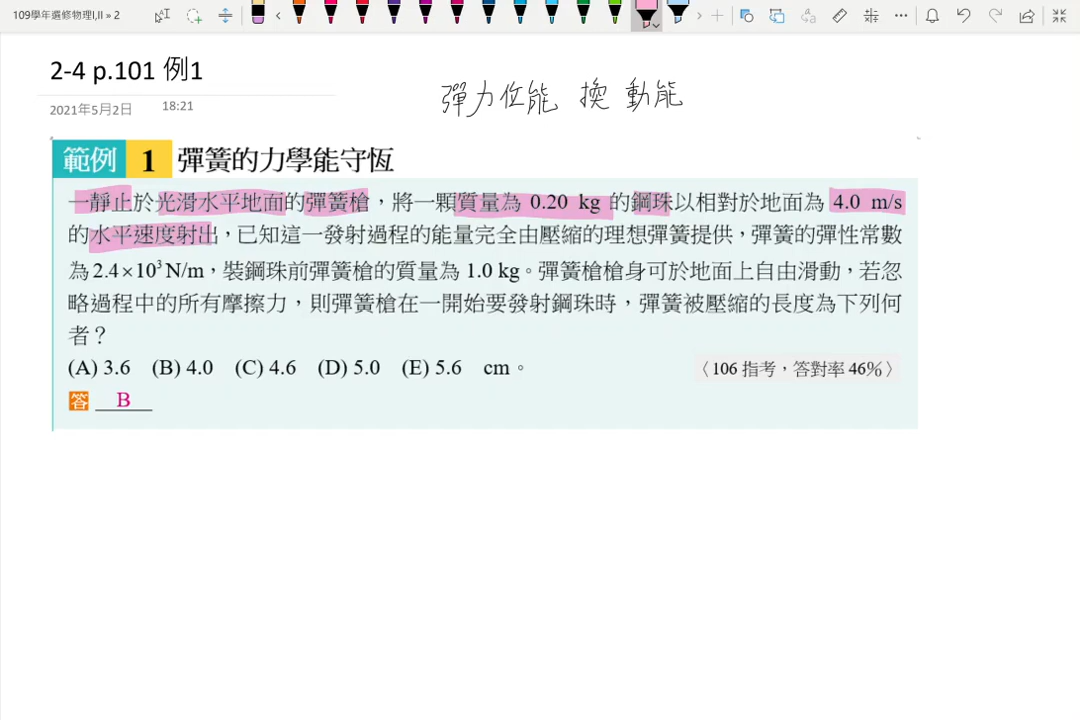 109學年選修物理I,II » 2
2-4 p.101 例1
2021年5月2日 18:21
彈力位能 換 動能
範例 1 彈簧的力學能守恆
一靜止於光滑水平地面的彈簧槍，將一顆質量為 0.20 kg 的鋼珠以相對於地面為 4.0 m/s
的水平速度射出，已知這一發射過程的能量完全由壓縮的理想彈簧提供，彈簧的彈性常數
為 2.4×10³ N/m，裝鋼珠前彈簧槍的質量為 1.0 kg。彈簧槍槍身可於地面上自由滑動，若忽
略過程中的所有摩擦力，則彈簧槍在一開始要發射鋼珠時，彈簧被壓縮的長度為下列何
者？
(A) 3.6 (B) 4.0 (C) 4.6 (D) 5.0 (E) 5.6 cm。
〈106 指考，答對率 46%〉
答 B